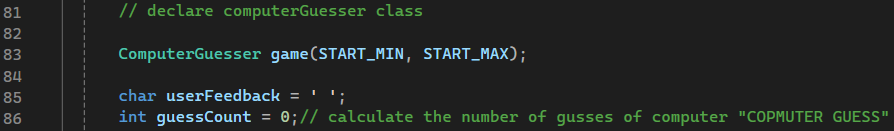 81 // declare computerGuesser class
82
83 ComputerGuesser game(START_MIN, START_MAX);
84
85 char userFeedback = ' ';
86 int guessCount = 0;// calculate the number of gusses of computer "COPMUTER GUESS"